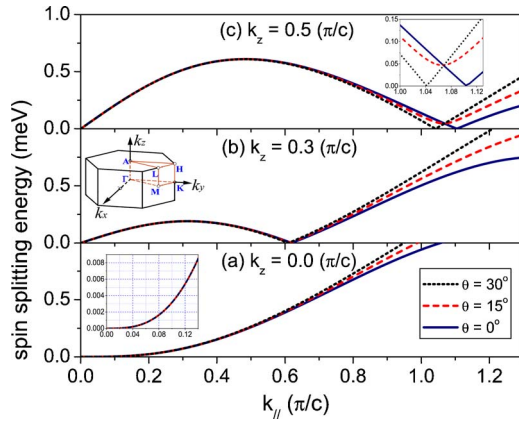 (c) k_z = 0.5 (π/c)
1.0
0.5
0.0
0.15
0.10
0.05
0.00
1.00 1.04 1.08 1.12
(b) k_z = 0.3 (π/c)
0.5
0.0
k_z
A
H
L
Γ
K
k_y
M
k_x
(a) k_z = 0.0 (π/c)
0.5
0.0
0.008
0.006
0.004
0.002
0.000
0.00 0.04 0.08 0.12
θ = 30°
θ = 15°
θ = 0°
0.0 0.2 0.4 0.6 0.8 1.0 1.2
k_// (π/c)
spin splitting energy (meV)